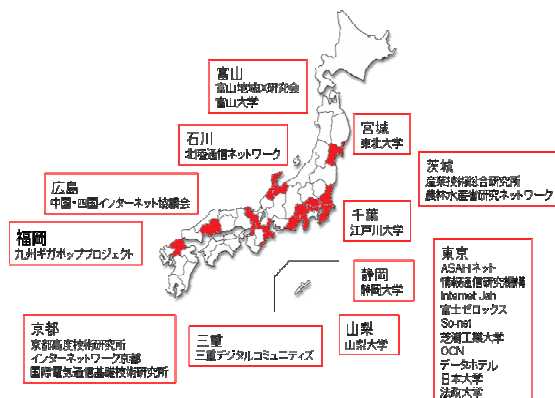 富山
富山地域IX研究会
富山大学
石川
北陸通信ネットワーク
宮城
東北大学
茨城
産業技術総合研究所
農林水産省研究ネットワーク
広島
中国・四国インターネット協議会
福岡
九州ギガポッププロジェクト
千葉
江戸川大学
静岡
静岡大学
東京
ASAHIネット
情報通信研究機構
Internet Jah
富士ゼロックス
So-net
芝浦工業大学
OCN
データホテル
日本大学
法政大学
京都
京都高度技術研究所
インターネットワーク京都
国際電気通信基礎技術研究所
三重
三重デジタルコミュニティズ
山梨
山梨大学